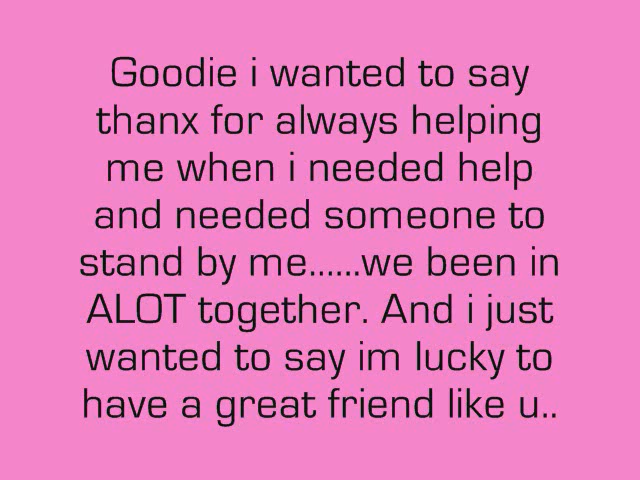 Goodie i wanted to say
thanx for always helping
me when i needed help
and needed someone to
stand by me......we been in
ALOT together. And i just
wanted to say im lucky to
have a great friend like u..